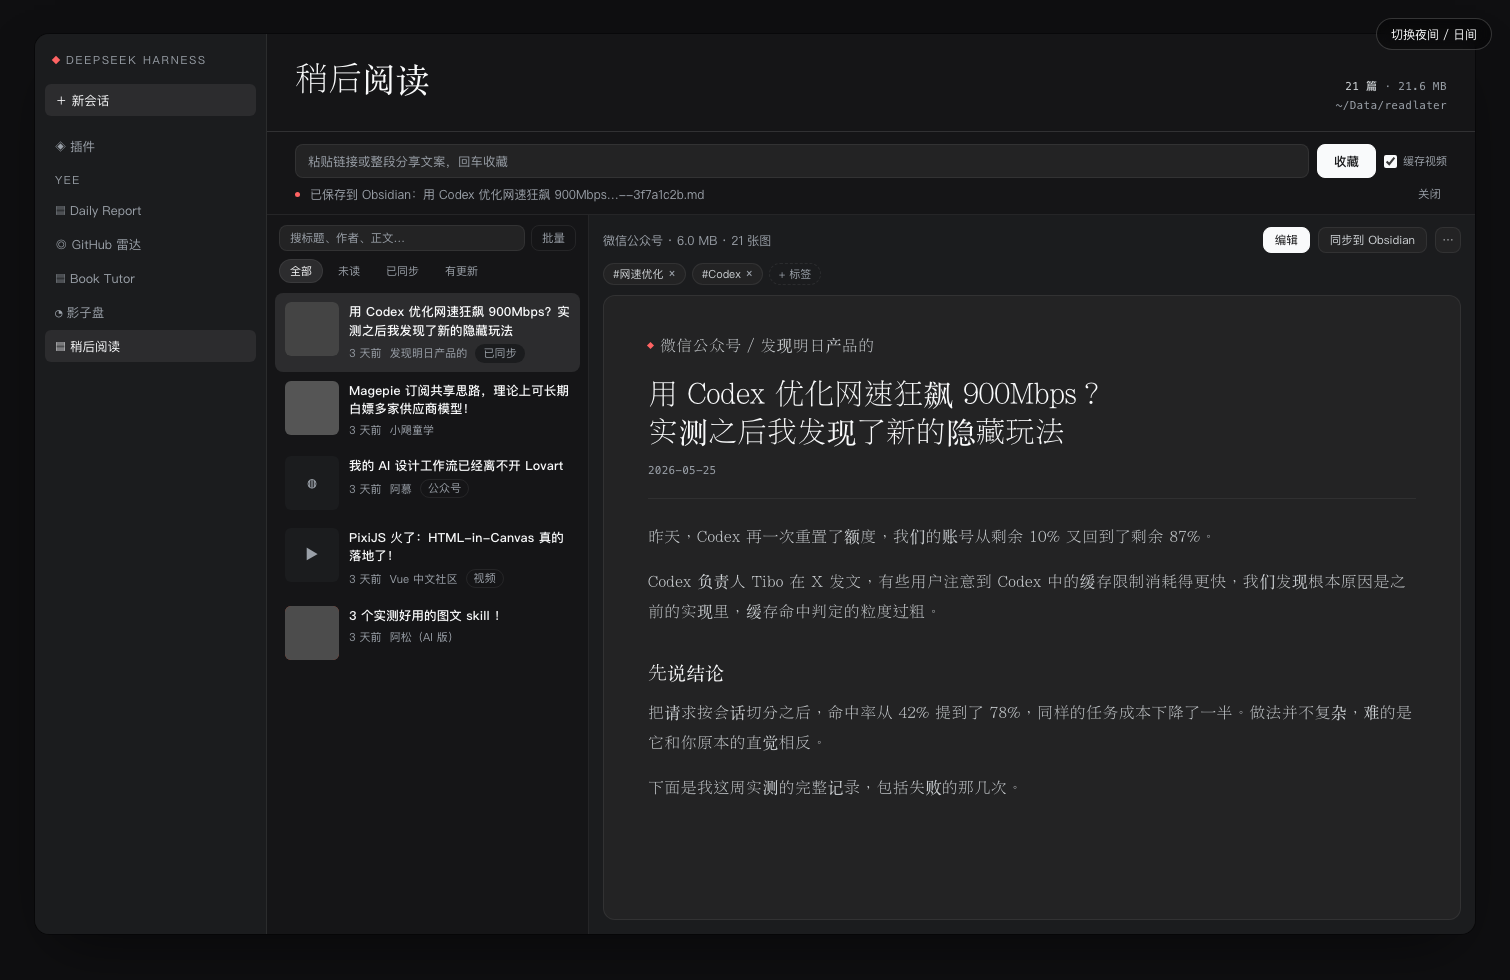 切换夜间 / 日间
DEEPSEEK HARNESS
+ 新会话
插件
YEE
Daily Report
GitHub 雷达
Book Tutor
影子盘
稍后阅读
稍后阅读
21 篇 · 21.6 MB
~/Data/readlater
粘贴链接或整段分享文案，回车收藏
收藏
缓存视频
已保存到 Obsidian：用 Codex 优化网速狂飙 900Mbps...--3f7a1c2b.md
关闭
搜标题、作者、正文...
批量
全部
未读
已同步
有更新
用 Codex 优化网速狂飙 900Mbps？实
测之后我发现了新的隐藏玩法
3 天前 发现明日产品的 已同步
Magepie 订阅共享思路，理论上可长期
白嫖多家供应商模型！
3 天前 小飓童学
我的 AI 设计工作流已经离不开 Lovart
3 天前 阿慕 公众号
PixiJS 火了：HTML-in-Canvas 真的
落地了！
3 天前 Vue 中文社区 视频
3 个实测好用的图文 skill ！
3 天前 阿松（AI 版）
微信公众号 · 6.0 MB · 21 张图
编辑
同步到 Obsidian
···
#网速优化 ×
#Codex ×
+ 标签
微信公众号 / 发现明日产品的
用 Codex 优化网速狂飙 900Mbps？
实测之后我发现了新的隐藏玩法
2026-05-25
昨天，Codex 再一次重置了额度，我们的账号从剩余 10% 又回到了剩余 87%。
Codex 负责人 Tibo 在 X 发文，有些用户注意到 Codex 中的缓存限制消耗得更快，我们发现根本原因是之
前的实现里，缓存命中判定的粒度过粗。
先说结论
把请求按会话切分之后，命中率从 42% 提到了 78%，同样的任务成本下降了一半。做法并不复杂，难的是
它和你原本的直觉相反。
下面是我这周实测的完整记录，包括失败的那几次。